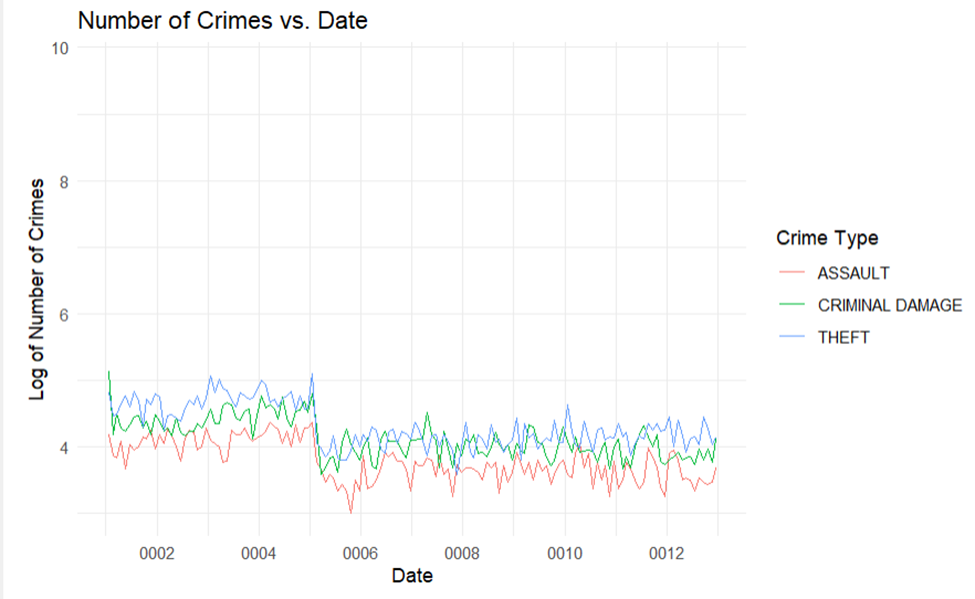 Number of Crimes vs. Date
10
8
6
4
Log of Number of Crimes
0002 0004 0006 0008 0010 0012
Date
Crime Type
ASSAULT
CRIMINAL DAMAGE
THEFT